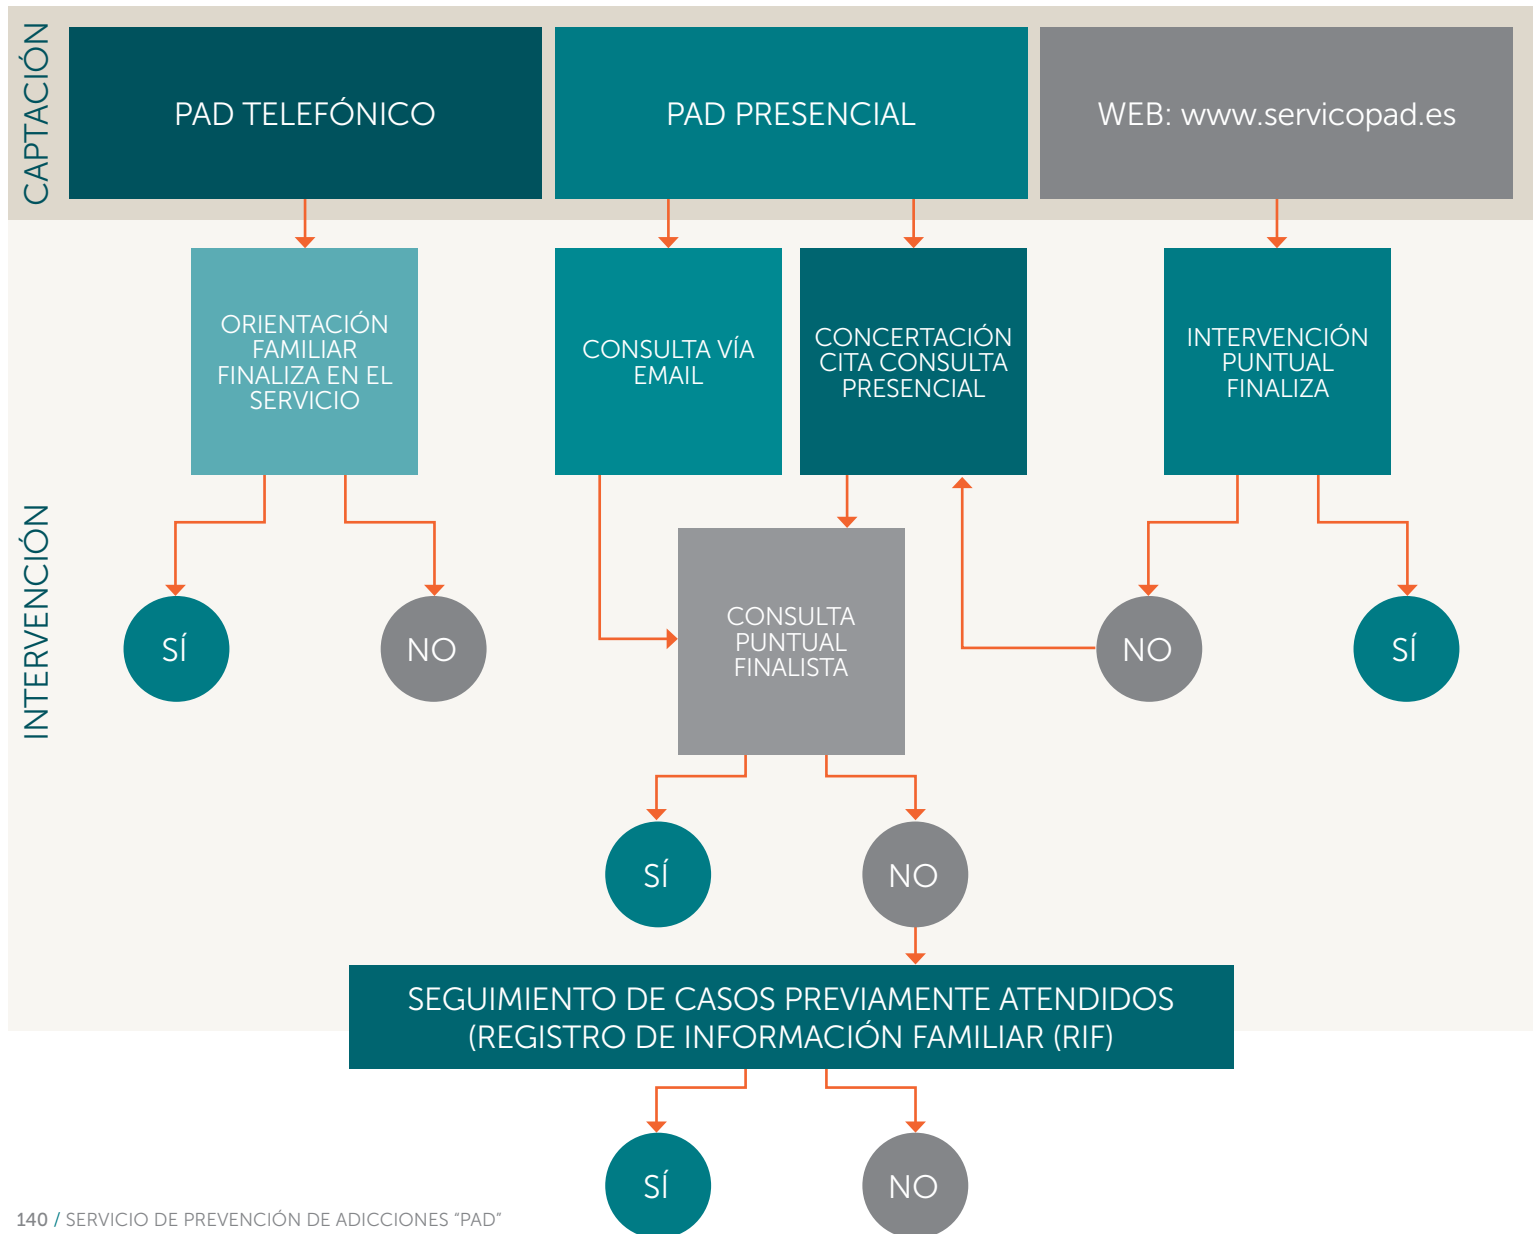 CAPTACIÓN
PAD TELEFÓNICO
PAD PRESENCIAL
WEB: www.servicopad.es
INTERVENCIÓN
ORIENTACIÓN
FAMILIAR
FINALIZA EN EL
SERVICIO
CONSULTA VÍA
EMAIL
CONCERTACIÓN
CITA CONSULTA
PRESENCIAL
INTERVENCIÓN
PUNTUAL
FINALIZA
SÍ
NO
CONSULTA
PUNTUAL
FINALISTA
NO
SÍ
SÍ
NO
SEGUIMIENTO DE CASOS PREVIAMENTE ATENDIDOS
(REGISTRO DE INFORMACIÓN FAMILIAR (RIF)
SÍ
NO
140 / SERVICIO DE PREVENCIÓN DE ADICCIONES “PAD”